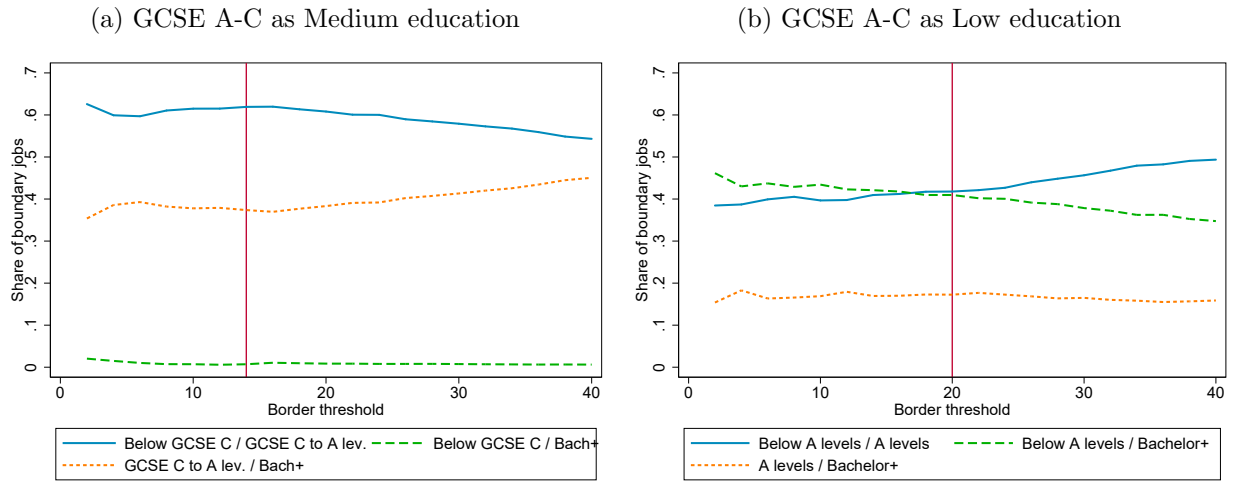 (a) GCSE A-C as Medium education
Share of boundary jobs
.7
.6
.5
.4
.3
.2
.1
0
0 10 20 30 40
Border threshold
Below GCSE C / GCSE C to A lev.
Below GCSE C / Bach+
GCSE C to A lev. / Bach+
(b) GCSE A-C as Low education
Share of boundary jobs
.7
.6
.5
.4
.3
.2
.1
0
0 10 20 30 40
Border threshold
Below A levels / A levels
Below A levels / Bachelor+
A levels / Bachelor+